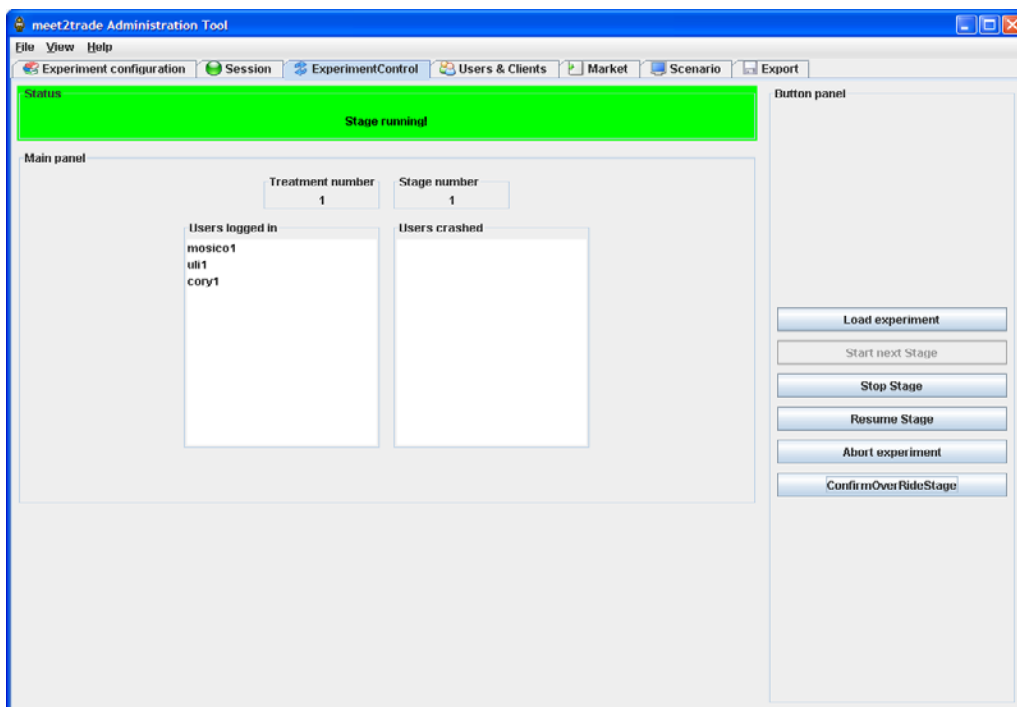 meet2trade Administration Tool
File View Help
Experiment configuration Session ExperimentControl Users & Clients Market Scenario Export
Status
Stage running!
Button panel
Main panel
Treatment number Stage number
1 1
Users logged in Users crashed
mosico1
uli1
cory1
Load experiment
Start next Stage
Stop Stage
Resume Stage
Abort experiment
ConfirmOverRideStage